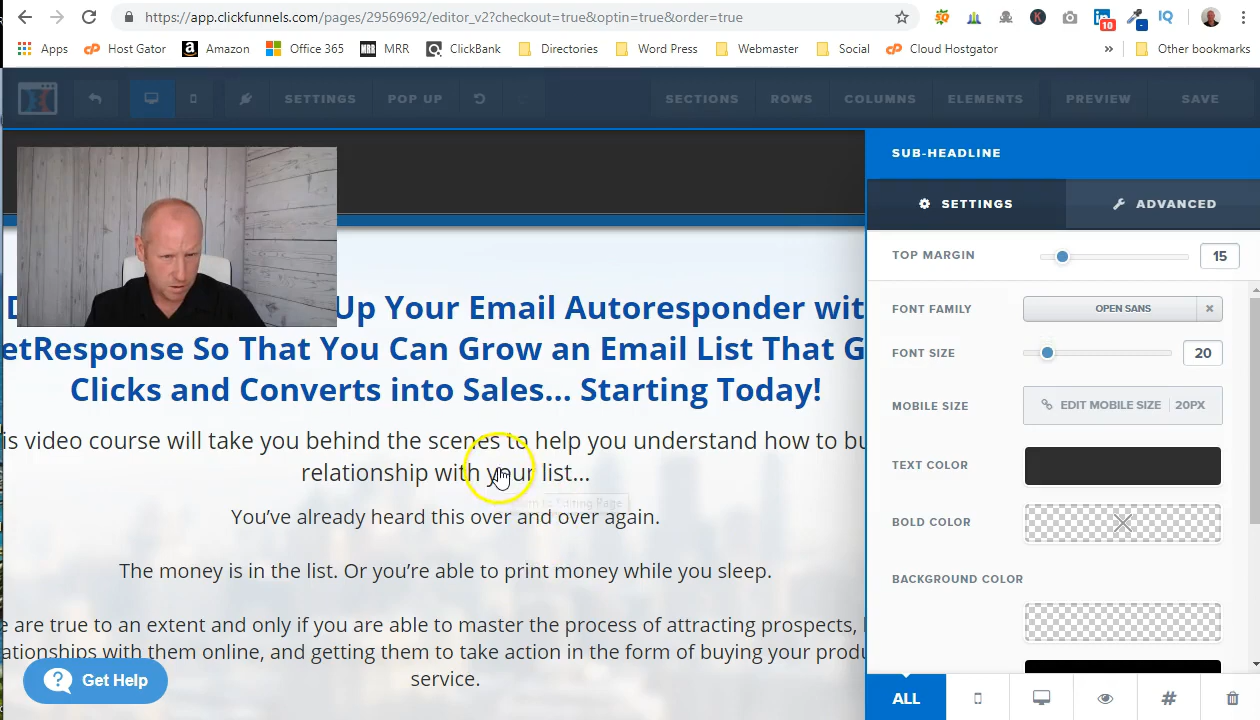 https://app.clickfunnels.com/pages/29569692/editor_v2?checkout=true&optin=true&order=true
10
IQ
Apps
Host Gator
Amazon
Office 365
MRR
MRR
ClickBank
Directories
Word Press
Webmaster
Social
Cloud Hostgator
»
Other bookmarks
SETTINGS
POP UP
SECTIONS
ROWS
COLUMNS
ELEMENTS
PREVIEW
SAVE
SUB-HEADLINE
SETTINGS
ADVANCED
TOP MARGIN
15
FONT FAMILY
OPEN SANS
FONT SIZE
20
MOBILE SIZE
EDIT MOBILE SIZE
20PX
TEXT COLOR
BOLD COLOR
BACKGROUND COLOR
ALL
Up Your Email Autoresponder wit
etResponse So That You Can Grow an Email List That G
Clicks and Converts into Sales... Starting Today!
is video course will take you behind the scenes to help you understand how to bu
relationship with your list...
You've already heard this over and over again.
The money is in the list. Or you're able to print money while you sleep.
e are true to an extent and only if you are able to master the process of attracting prospects,
ationships with them online, and getting them to take action in the form of buying your produ
service.
Get Help